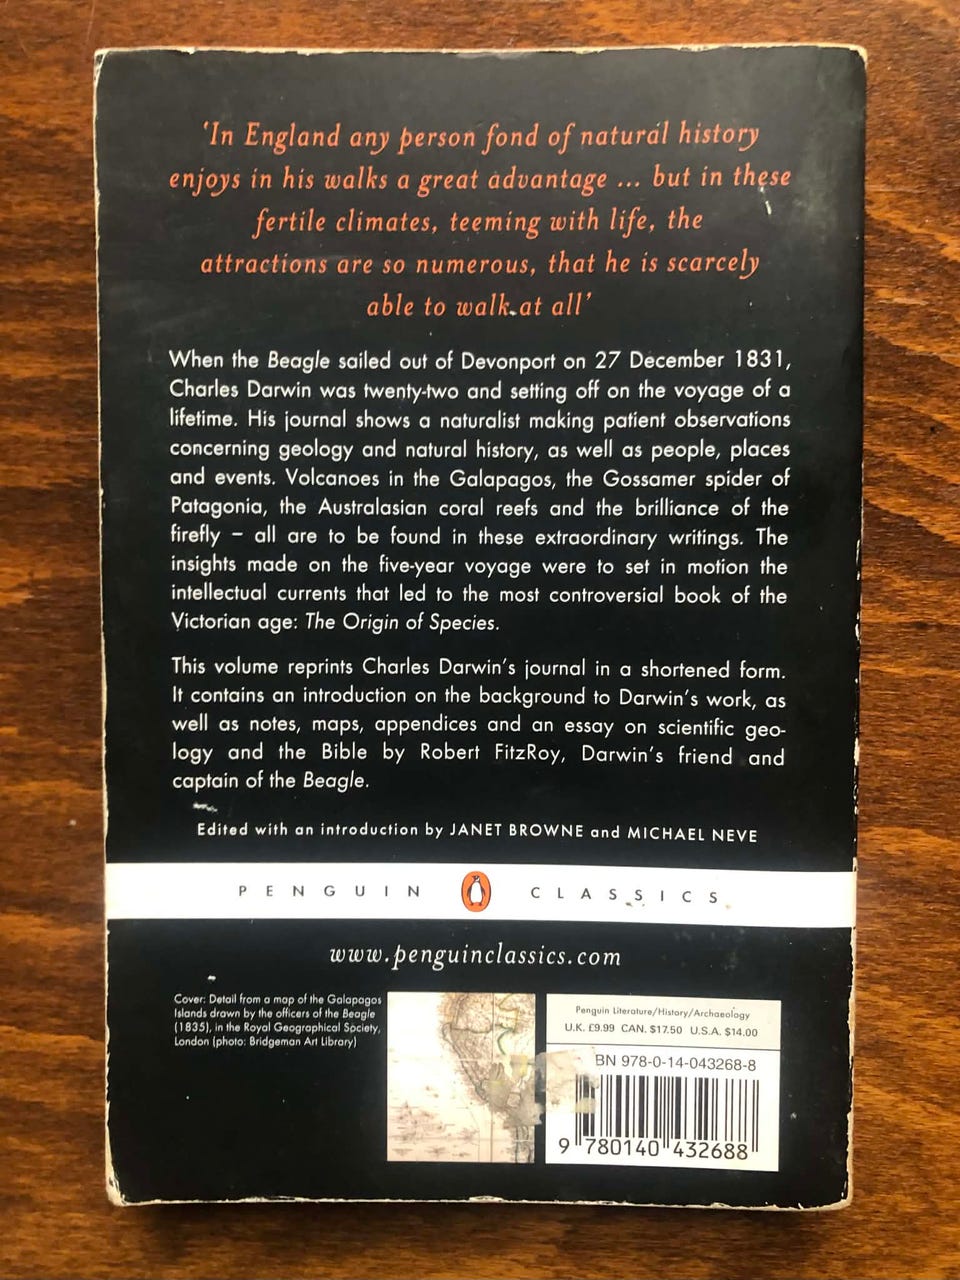 ‘In England any person fond of natural history
enjoys in his walks a great advantage ... but in these
fertile climates, teeming with life, the
attractions are so numerous, that he is scarcely
able to walk at all’
When the Beagle sailed out of Devonport on 27 December 1831,
Charles Darwin was twenty-two and setting off on the voyage of a
lifetime. His journal shows a naturalist making patient observations
concerning geology and natural history, as well as people, places
and events. Volcanoes in the Galapagos, the Gossamer spider of
Patagonia, the Australasian coral reefs and the brilliance of the
firefly – all are to be found in these extraordinary writings. The
insights made on the five-year voyage were to set in motion the
intellectual currents that led to the most controversial book of the
Victorian age: The Origin of Species.
This volume reprints Charles Darwin’s journal in a shortened form.
It contains an introduction on the background to Darwin’s work, as
well as notes, maps, appendices and an essay on scientific geo-
logy and the Bible by Robert FitzRoy, Darwin’s friend and
captain of the Beagle.
Edited with an introduction by JANET BROWNE and MICHAEL NEVE
PENGUIN CLASSICS
www.penguinclassics.com
Cover: Detail from a map of the Galapagos
Islands drawn by the officers of the Beagle
(1835), in the Royal Geographical Society,
London (photo: Bridgeman Art Library)
Penguin Literature/History/Archaeology
U.K. £9.99 CAN. $17.50 U.S.A. $14.00
BN 978-0-14-043268-8
9 780140 432688